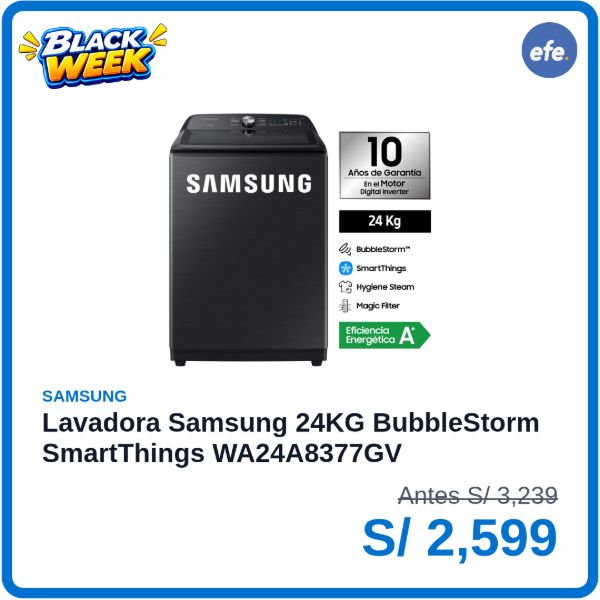 BLACK
WEEK
efe.
SAMSUNG
10
Años de Garantía
En el Motor
Digital Inverter
24 Kg
BubbleStorm™
SmartThings
Hygiene Steam
Magic Filter
Eficiencia
Energética A+
SAMSUNG
Lavadora Samsung 24KG BubbleStorm
SmartThings WA24A8377GV
Antes S/ 3,239
S/ 2,599